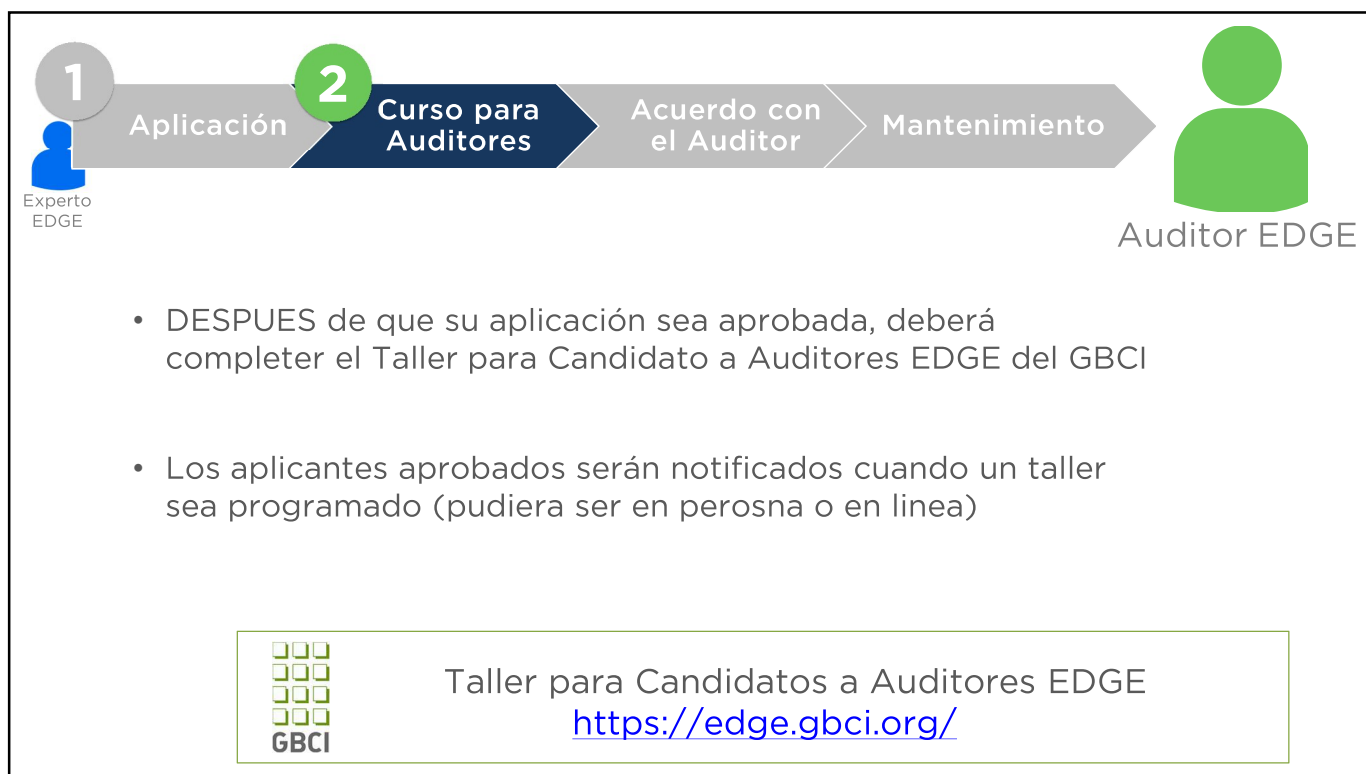 1
2
Aplicación
Curso para
Auditores
Acuerdo con
el Auditor
Mantenimiento
Experto
EDGE
Auditor EDGE
• DESPUES de que su aplicación sea aprobada, deberá
completer el Taller para Candidato a Auditores EDGE del GBCI
• Los aplicantes aprobados serán notificados cuando un taller
sea programado (pudiera ser en perosna o en linea)
GBCI
Taller para Candidatos a Auditores EDGE
https://edge.gbci.org/